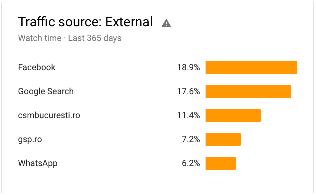 Traffic source: External
Watch time · Last 365 days
Facebook 18.9%
Google Search 17.6%
csmbucuresti.ro 11.4%
gsp.ro 7.2%
WhatsApp 6.2%